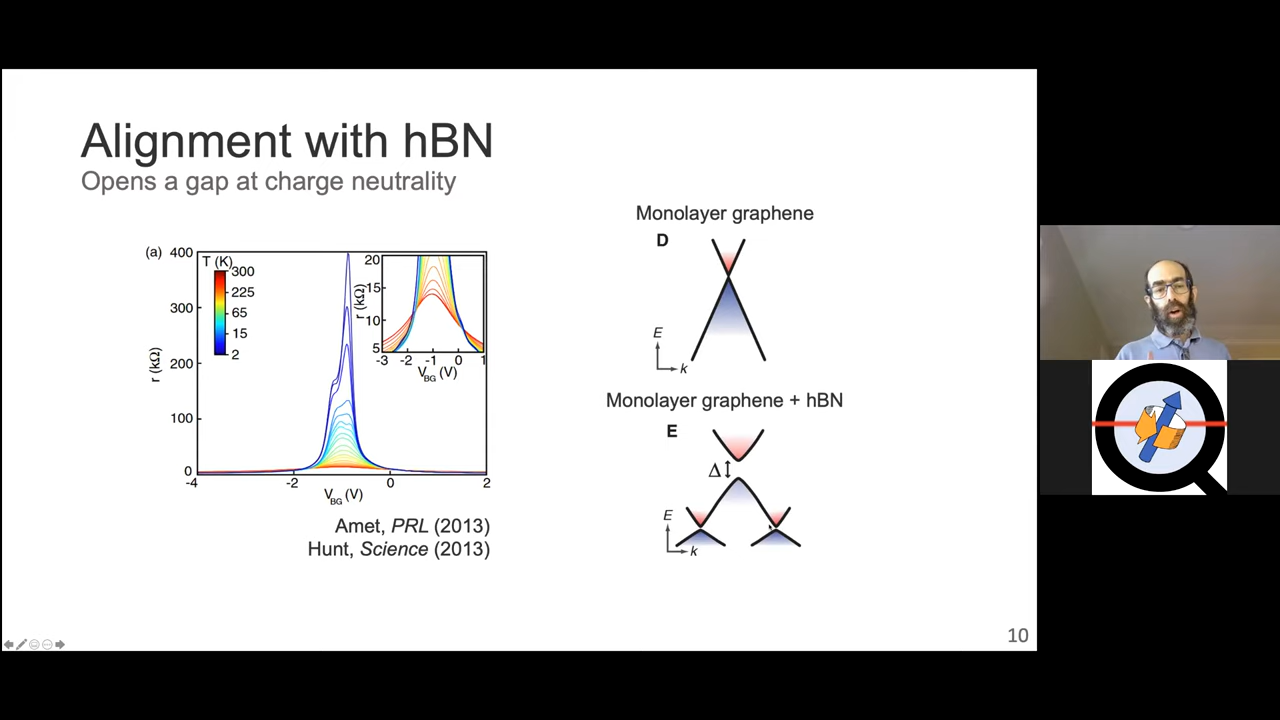 Alignment with hBN
Opens a gap at charge neutrality
(a)
400
300
200
100
0
r (kΩ)
T (K)
300
225
65
15
2
20
15
10
5
r (kΩ)
-3 -2 -1 0 1
V_BG (V)
-4 -2 0 2
V_BG (V)
Amet, PRL (2013)
Hunt, Science (2013)
Monolayer graphene
D
E
k
Monolayer graphene + hBN
E
Δ
E
k
10